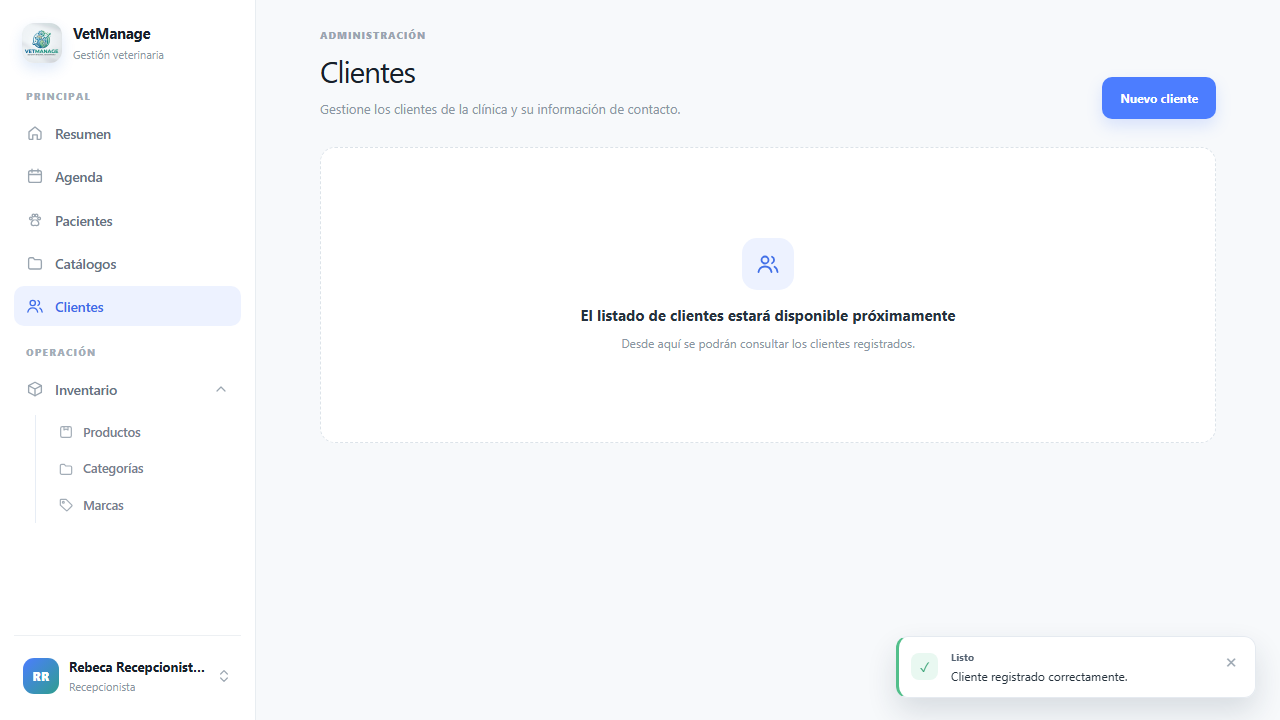 VetManage
Gestión veterinaria
PRINCIPAL
Resumen
Agenda
Pacientes
Catálogos
Clientes
OPERACIÓN
Inventario
Productos
Categorías
Marcas
RR
Rebeca Recepcionist...
Recepcionista
ADMINISTRACIÓN
Clientes
Gestione los clientes de la clínica y su información de contacto.
Nuevo cliente
El listado de clientes estará disponible próximamente
Desde aquí se podrán consultar los clientes registrados.
Listo
Cliente registrado correctamente.